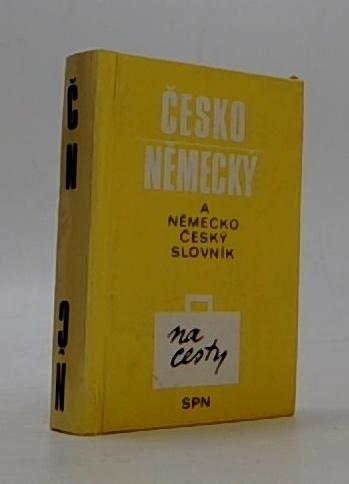 Č
N
N
Č
ČESKO
NĚMECKÝ
A
NĚMECKO
ČESKÝ
SLOVNÍK
na
cesty
SPN